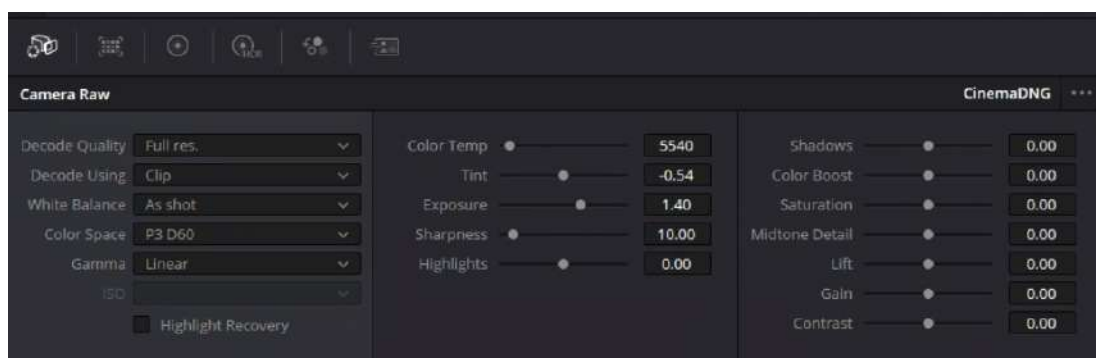 HDR
Camera Raw CinemaDNG
Decode Quality Full res.
Decode Using Clip
White Balance As shot
Color Space P3 D60
Gamma Linear
ISO
Highlight Recovery
Color Temp 5540
Tint -0.54
Exposure 1.40
Sharpness 10.00
Highlights 0.00
Shadows 0.00
Color Boost 0.00
Saturation 0.00
Midtone Detail 0.00
Lift 0.00
Gain 0.00
Contrast 0.00